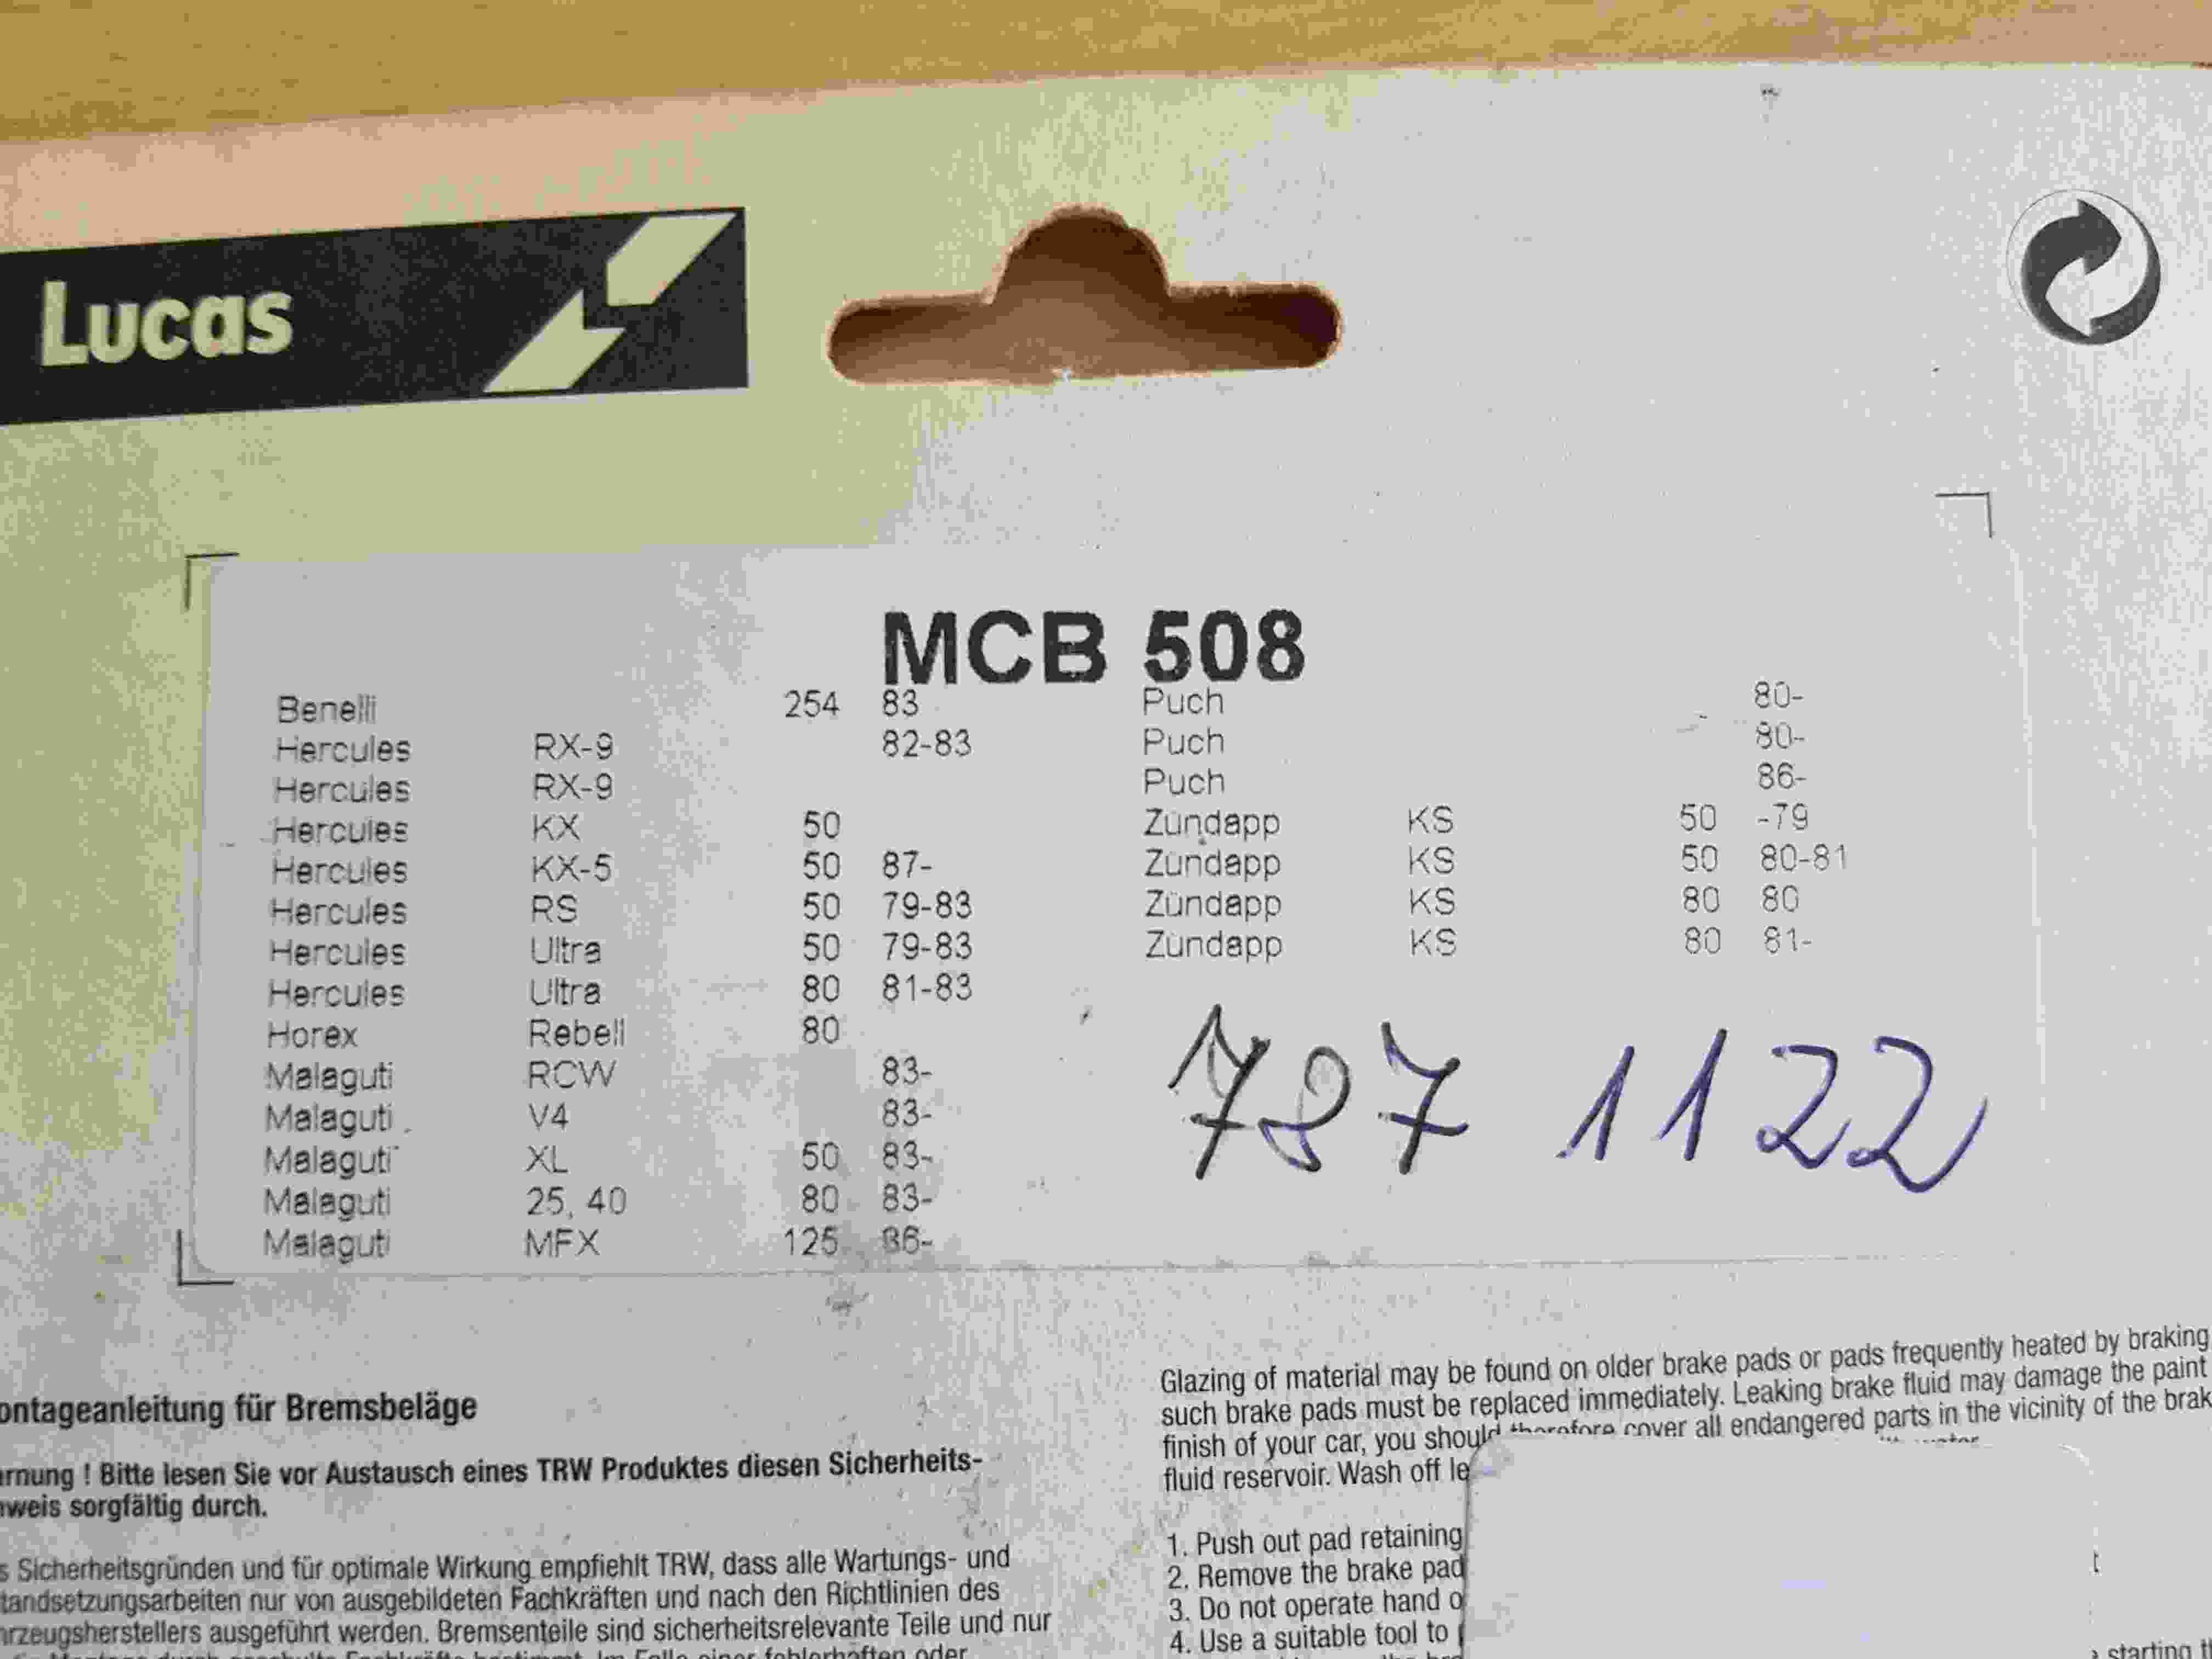 Lucas
MCB 508
Benelli 254 83
Hercules RX-9 82-83
Hercules RX-9
Hercules KX 50
Hercules KX-5 50 87-
Hercules RS 50 79-83
Hercules Ultra 50 79-83
Hercules Ultra 80 81-83
Horex Rebell 80
Malaguti RCW 83-
Malaguti V4 83-
Malaguti XL 50 83-
Malaguti 25, 40 80 83-
Malaguti MFX 125 86-
Puch 80-
Puch 80-
Puch 86-
Zündapp KS 50 -79
Zündapp KS 50 80-81
Zündapp KS 80 80
Zündapp KS 80 81-
787 1122
ontageanleitung für Bremsbeläge
rnung ! Bitte lesen Sie vor Austausch eines TRW Produktes diesen Sicherheits-
weis sorgfältig durch.
s Sicherheitsgründen und für optimale Wirkung empfiehlt TRW, dass alle Wartungs- und
tandsetzungsarbeiten nur von ausgebildeten Fachkräften und nach den Richtlinien des
rzeugsherstellers ausgeführt werden. Bremsenteile sind sicherheitsrelevante Teile und nur
Glazing of material may be found on older brake pads or pads frequently heated by braking
such brake pads must be replaced immediately. Leaking brake fluid may damage the paint
finish of your car, you should therefore cover all endangered parts in the vicinity of the brak
fluid reservoir. Wash off le
1. Push out pad retaining
2. Remove the brake pad
3. Do not operate hand o
4. Use a suitable tool to
starting t